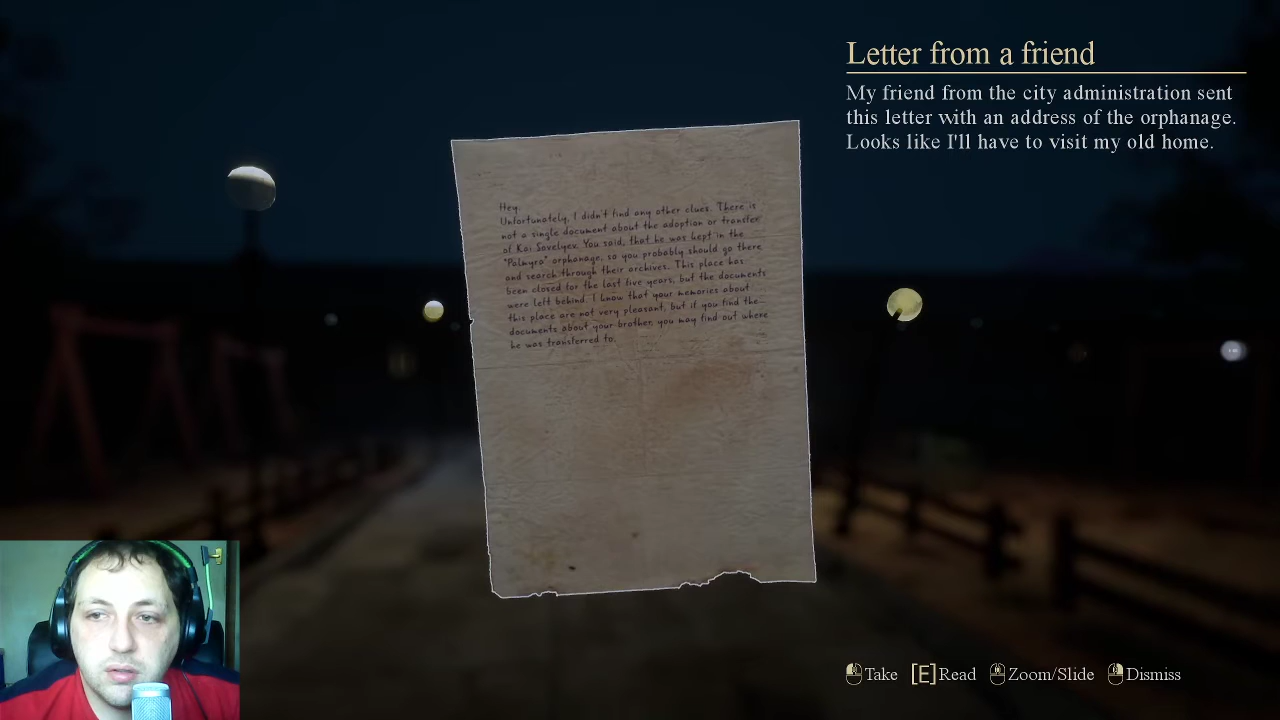 Letter from a friend
My friend from the city administration sent
this letter with an address of the orphanage.
Looks like I'll have to visit my old home.
Hey,
Unfortunately, I didn't find any other clues. There is
not a single document about the adoption or transfer
of Kai Savelyev. You said, that he was kept in the
"Palmyra" orphanage, so you probably should go there
and search through their archives. This place has
been closed for the last five years, but the documents
were left behind. I know that your memories about
this place are not very pleasant, but if you find the
documents about your brother, you may find out where
he was transferred to.
Take [E]Read Zoom/Slide Dismiss